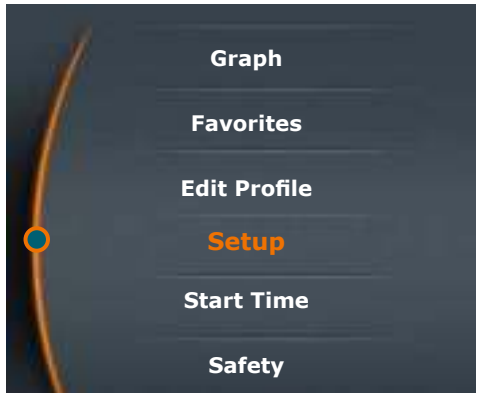 Graph
Favorites
Edit Profile
Setup
Start Time
Safety